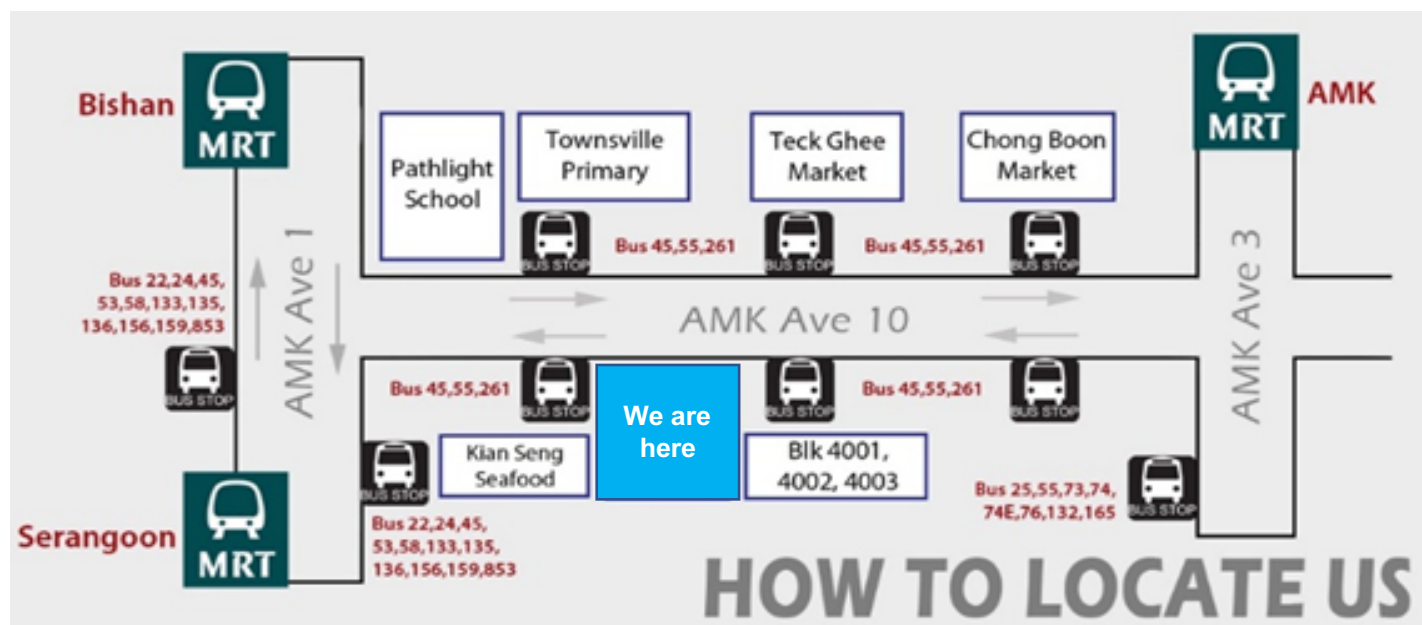 Bishan
MRT
AMK
MRT
Pathlight
School
Townsville
Primary
Teck Ghee
Market
Chong Boon
Market
BUS STOP
Bus 45,55,261
BUS STOP
Bus 45,55,261
BUS STOP
AMK Ave 1
AMK Ave 3
Bus 22,24,45,
53,58,133,135,
136,156,159,853
BUS STOP
AMK Ave 10
Bus 45,55,261
BUS STOP
We are
here
BUS STOP
Bus 45,55,261
BUS STOP
Kian Seng
Seafood
Blk 4001,
4002, 4003
BUS STOP
Bus 22,24,45,
53,58,133,135,
136,156,159,853
Bus 25,55,73,74,
74E,76,132,165
BUS STOP
Serangoon
MRT
HOW TO LOCATE US